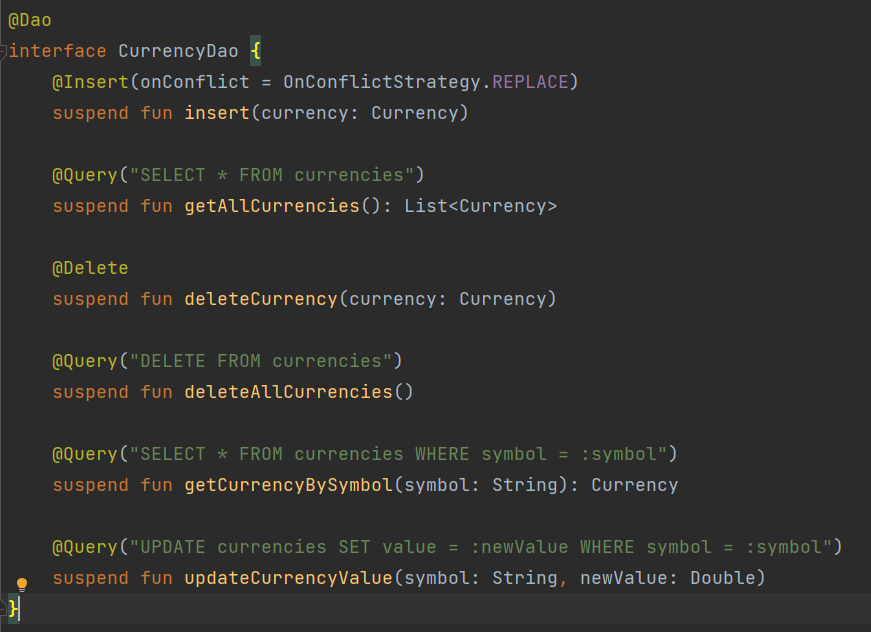 @Dao
interface CurrencyDao {
@Insert(onConflict = OnConflictStrategy.REPLACE)
suspend fun insert(currency: Currency)
@Query("SELECT * FROM currencies")
suspend fun getAllCurrencies(): List<Currency>
@Delete
suspend fun deleteCurrency(currency: Currency)
@Query("DELETE FROM currencies")
suspend fun deleteAllCurrencies()
@Query("SELECT * FROM currencies WHERE symbol = :symbol")
suspend fun getCurrencyBySymbol(symbol: String): Currency
@Query("UPDATE currencies SET value = :newValue WHERE symbol = :symbol")
suspend fun updateCurrencyValue(symbol: String, newValue: Double)
}